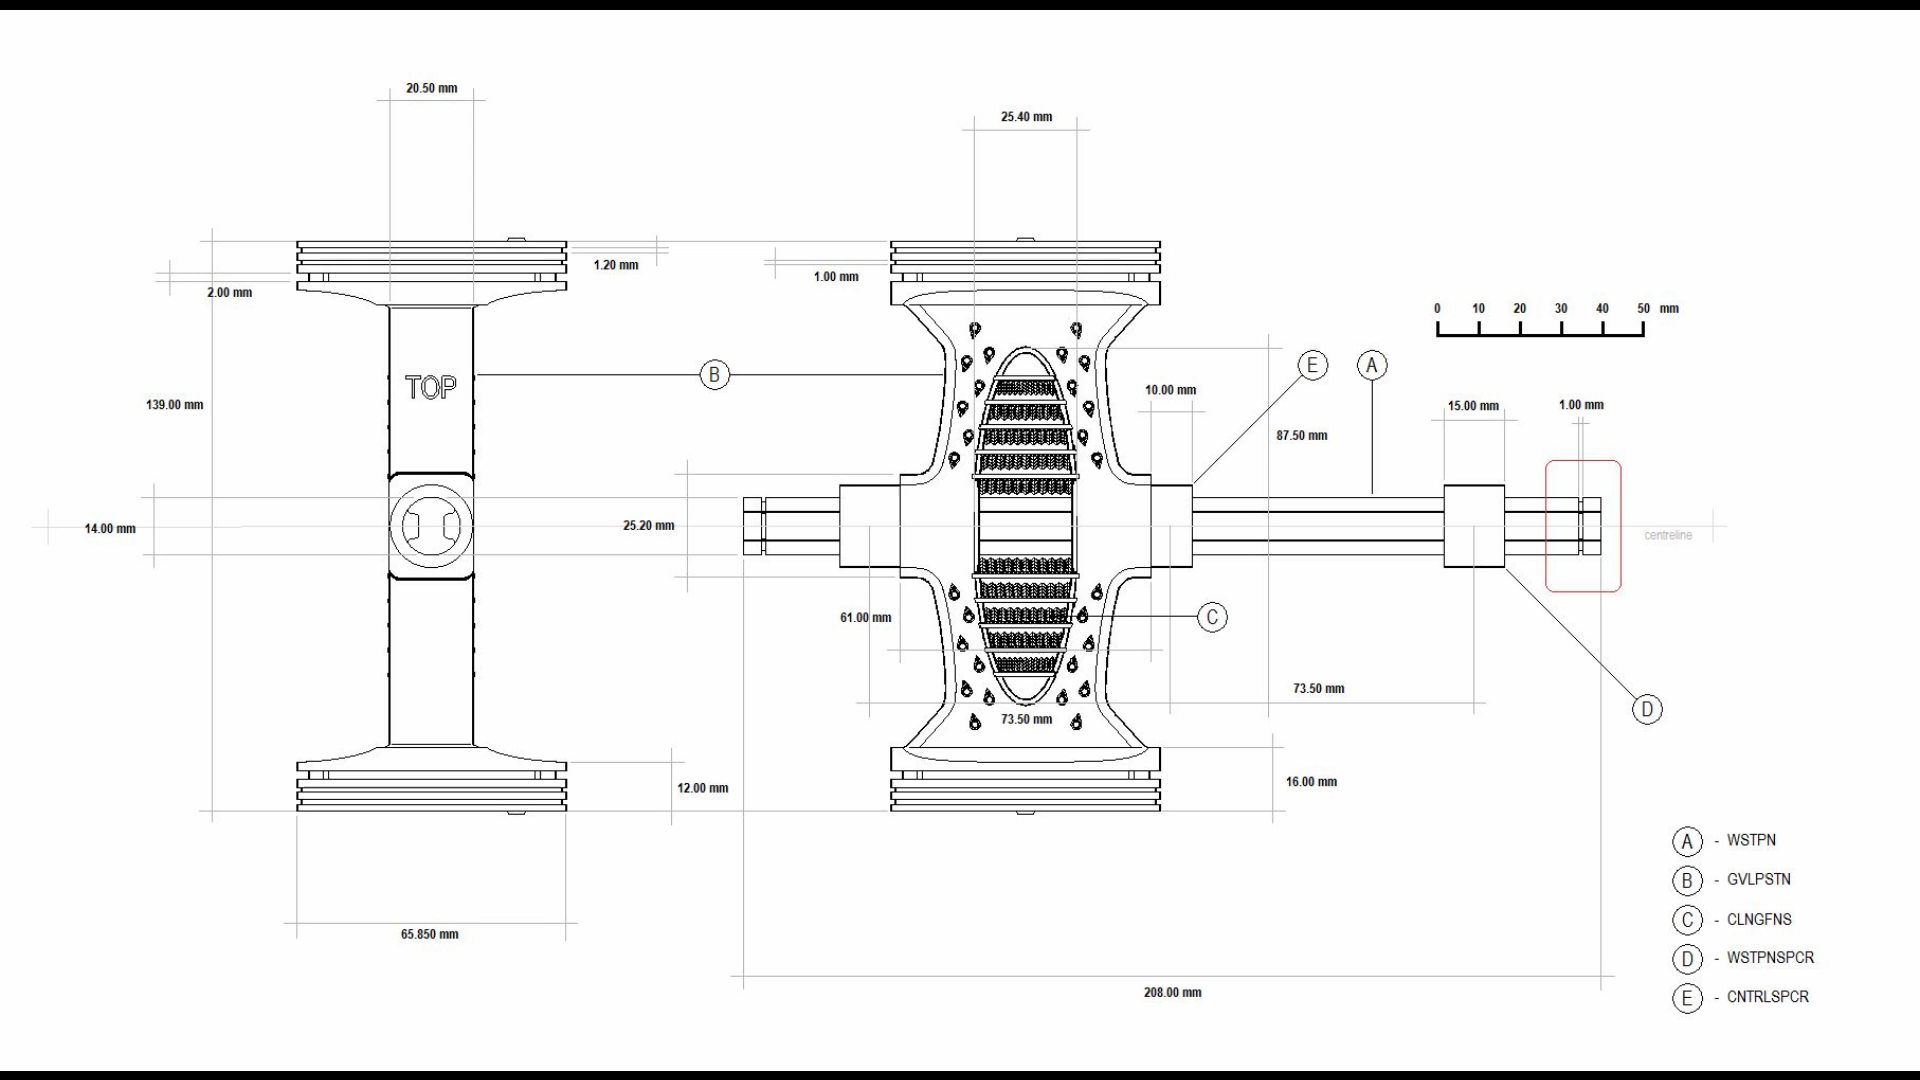 20.50 mm
25.40 mm
1.20 mm
1.00 mm
2.00 mm
0 10 20 30 40 50 mm
TOP
B
E
A
10.00 mm
139.00 mm
15.00 mm
1.00 mm
87.50 mm
14.00 mm
25.20 mm
centreline
61.00 mm
C
73.50 mm
73.50 mm
D
12.00 mm
16.00 mm
65.850 mm
208.00 mm
A - WSTPN
B - GVLPSTN
C - CLNGFNS
D - WSTPNSPCR
E - CNTRLSPCR